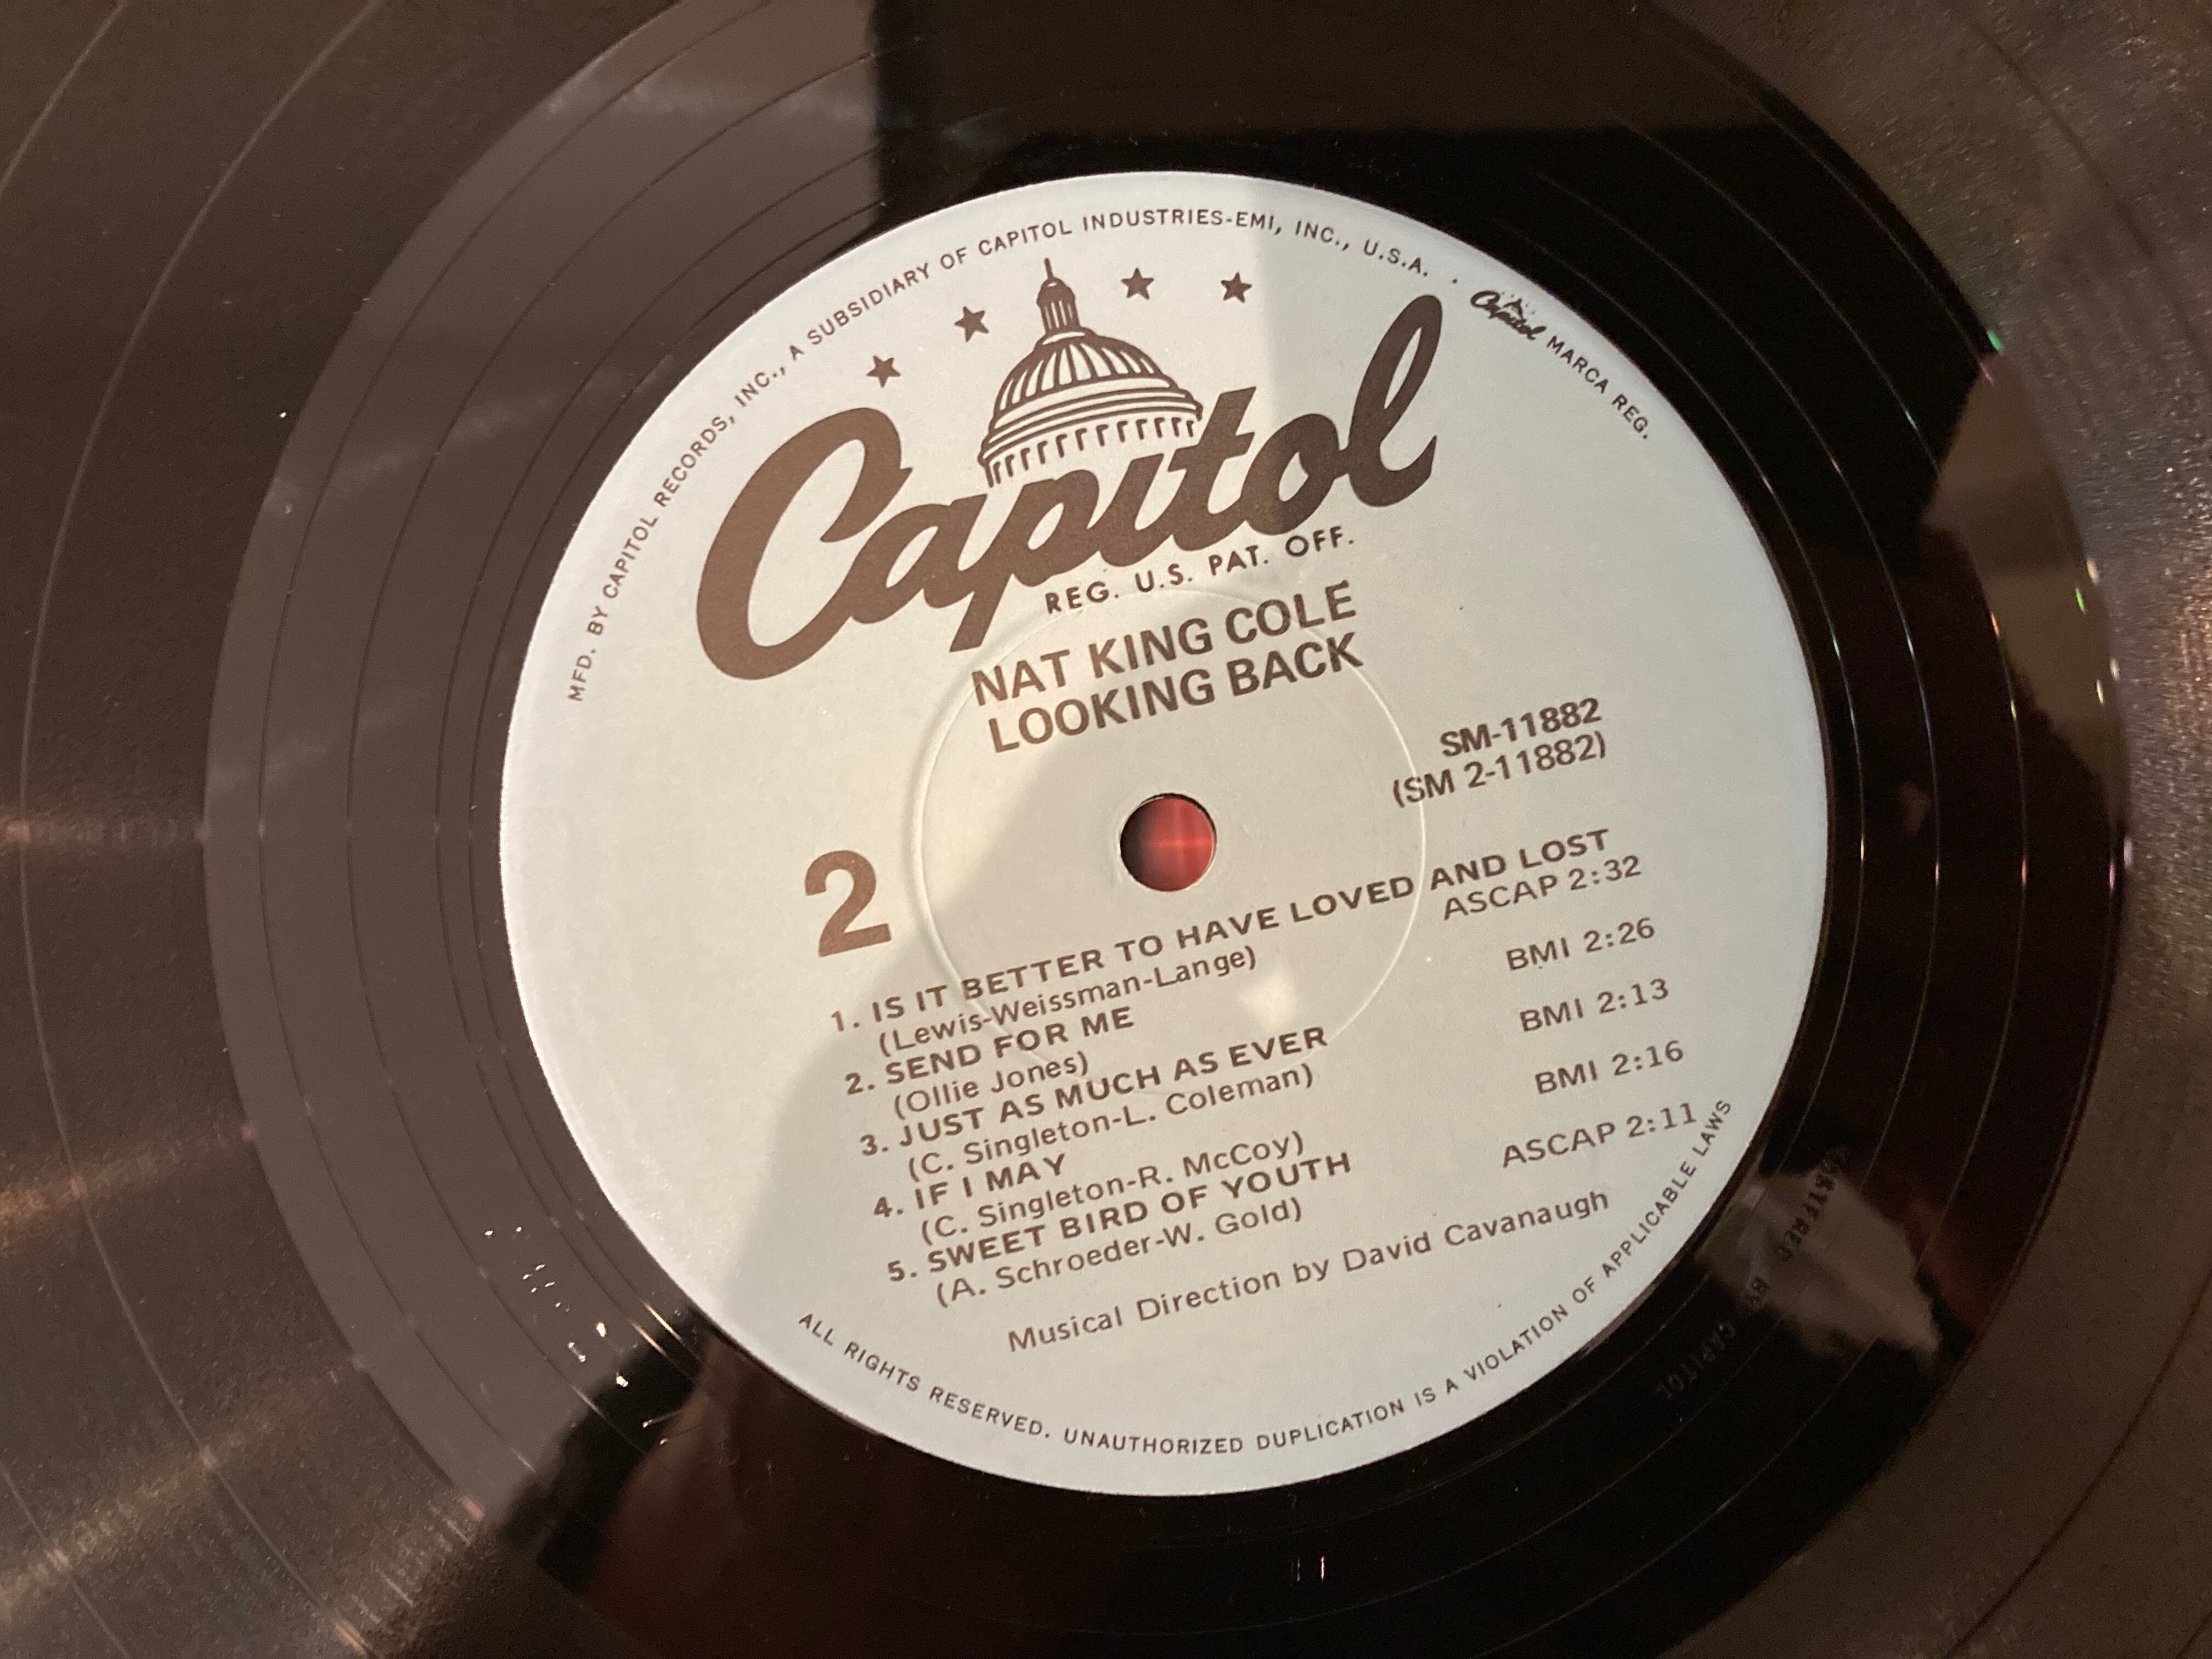 MFD. BY CAPITOL RECORDS, INC., A SUBSIDIARY OF CAPITOL INDUSTRIES-EMI, INC., U.S.A. · Capitol MARCA REG.
Capitol
REG. U.S. PAT. OFF.
NAT KING COLE
LOOKING BACK
SM-11882
(SM 2-11882)
2
1. IS IT BETTER TO HAVE LOVED AND LOST
(Lewis-Weissman-Lange) ASCAP 2:32
2. SEND FOR ME BMI 2:26
(Ollie Jones)
3. JUST AS MUCH AS EVER BMI 2:13
(C. Singleton-L. Coleman)
4. IF I MAY BMI 2:16
(C. Singleton-R. McCoy)
5. SWEET BIRD OF YOUTH ASCAP 2:11
(A. Schroeder-W. Gold)
Musical Direction by David Cavanaugh
ALL RIGHTS RESERVED. UNAUTHORIZED DUPLICATION IS A VIOLATION OF APPLICABLE LAWS
MASTERED BY CAPITOL